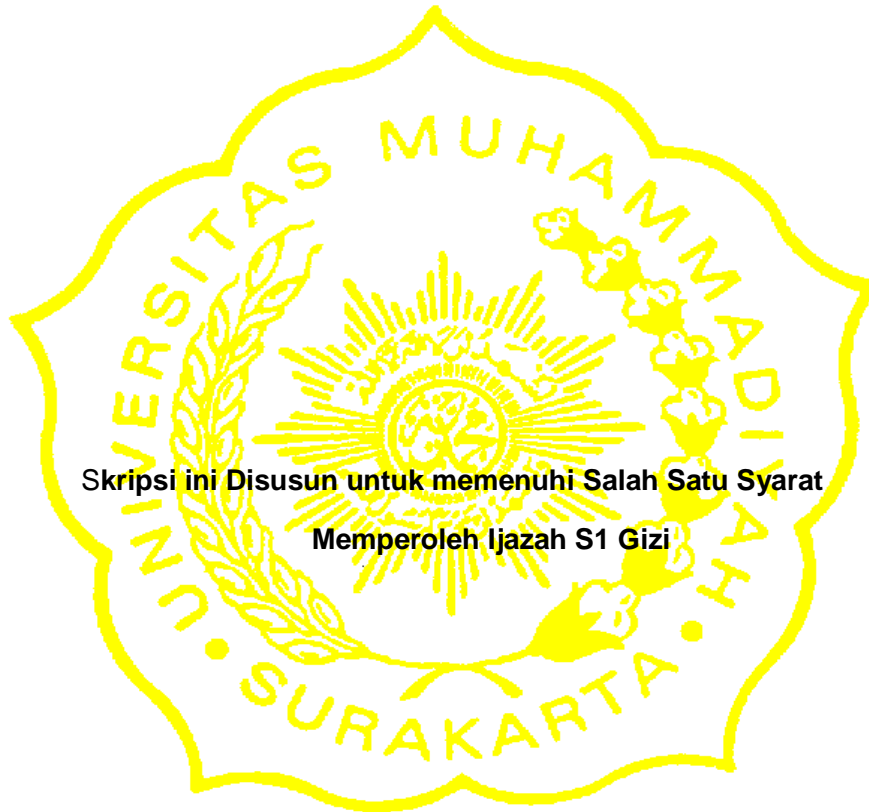 UNIVERSITAS MUHAMMADIYAH
Skripsi ini Disusun untuk memenuhi Salah Satu Syarat
Memperoleh Ijazah S1 Gizi
SURAKARTA